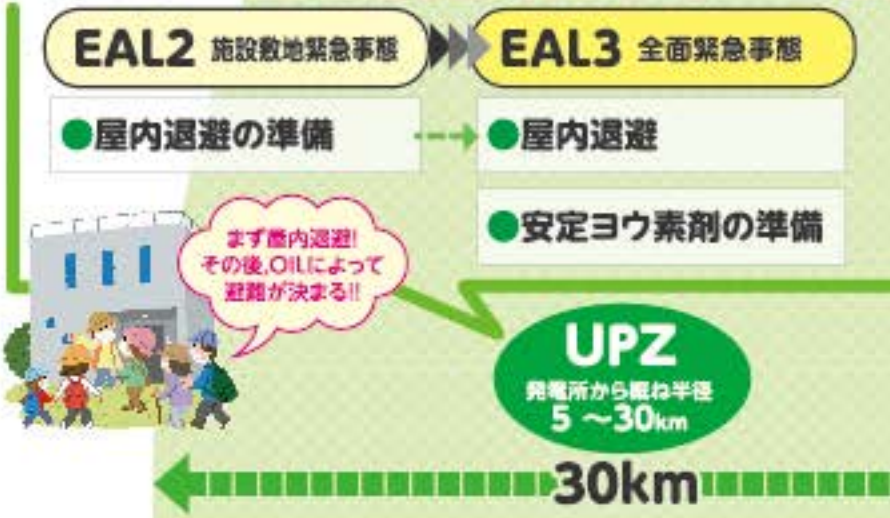 EAL2 施設敷地緊急事態
EAL3 全面緊急事態
●屋内退避の準備
●屋内退避
●安定ヨウ素剤の準備
まず屋内退避!
その後,OILによって
避難が決まる!!
UPZ
発電所から概ね半径
5 ～30km
30km